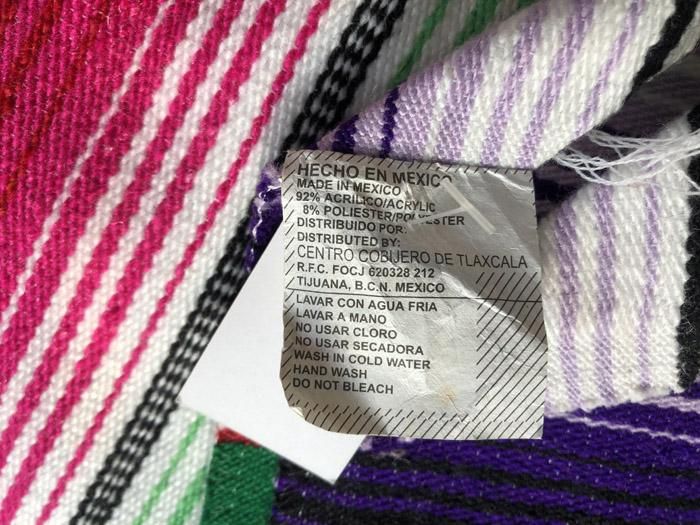 HECHO EN MEXICO
MADE IN MEXICO
92% ACRILICO/ACRYLIC
8% POLIESTER/POLYESTER
DISTRIBUIDO POR:
DISTRIBUTED BY:
CENTRO COBIJERO DE TLAXCALA
R.F.C. FOCJ 620328 212
TIJUANA, B.C.N. MEXICO
LAVAR CON AGUA FRIA
LAVAR A MANO
NO USAR CLORO
NO USAR SECADORA
WASH IN COLD WATER
HAND WASH
DO NOT BLEACH